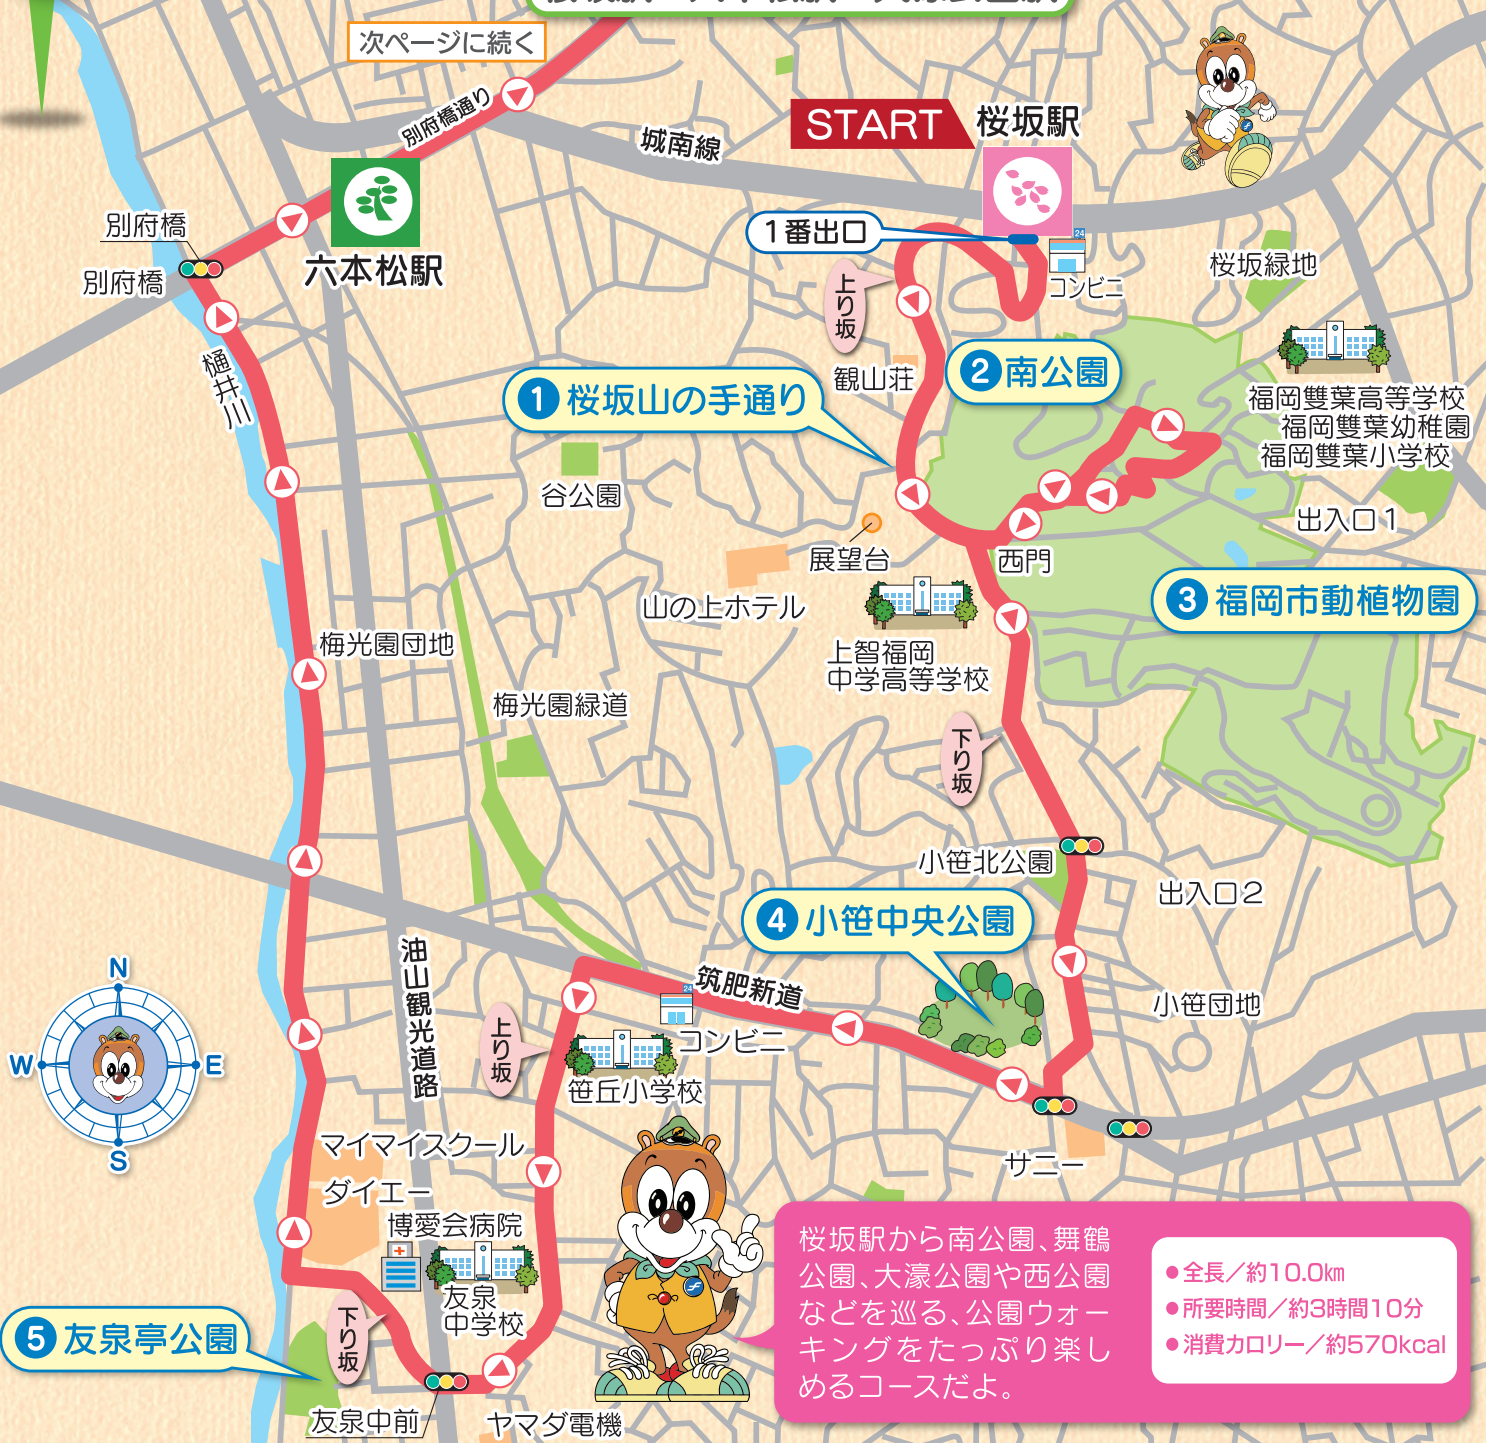 次ページに続く
別府橋通り
城南線
START
桜坂駅
1番出口
24
コンビニ
桜坂緑地
別府橋
別府橋
六本松駅
上り坂
観山荘
樋井川
1 桜坂山の手通り
2 南公園
福岡雙葉高等学校
福岡雙葉幼稚園
福岡雙葉小学校
谷公園
出入口1
展望台
西門
山の上ホテル
3 福岡市動植物園
上智福岡
中学高等学校
梅光園団地
梅光園緑道
下り坂
小笹北公園
出入口2
4 小笹中央公園
油山観光道路
筑肥新道
24
コンビニ
小笹団地
上り坂
笹丘小学校
N
W
E
S
サニー
マイマイスクール
ダイエー
博愛会病院
友泉
中学校
下り坂
5 友泉亭公園
友泉中前
ヤマダ電機
桜坂駅から南公園、舞鶴
公園、大濠公園や西公園
などを巡る、公園ウォー
キングをたっぷり楽し
めるコースだよ。
●全長／約10.0㎞
●所要時間／約3時間10分
●消費カロリー／約570kcal